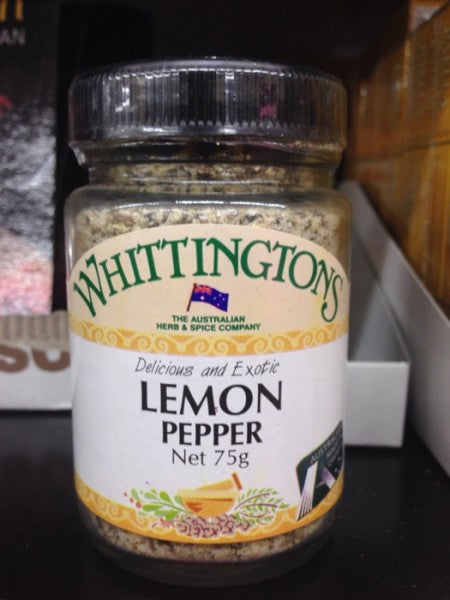 WHITTINGTONS
THE AUSTRALIAN
HERB & SPICE COMPANY
Delicious and Exotic
LEMON
PEPPER
Net 75g